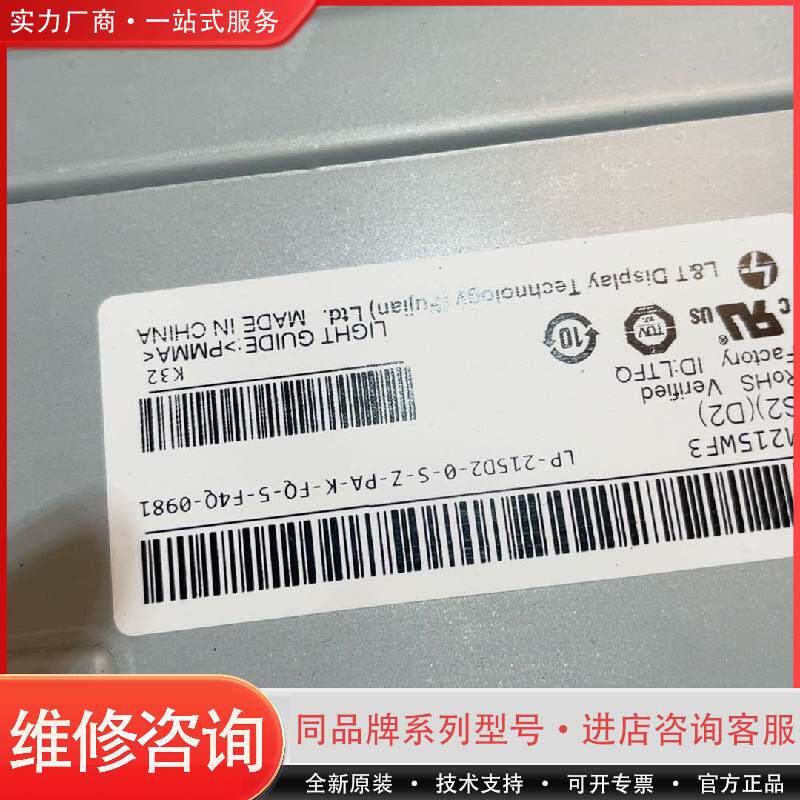 实力厂商·一站式服务
L&T Display Technology (Fujian) Ltd. MADE IN CHINA
LIGHT GUIDE:>PMMA<
K32
10
TÜV
c US
RoHS Verified
Factory ID:LTFQ
M215WF3
S2)(D2)
LP-215D2-0-S-Z-PA-K-FQ-5-F4Q-0981
维修咨询
同品牌系列型号·进店咨询客服
全新原装 • 技术支持 • 可开专票 • 官方正品